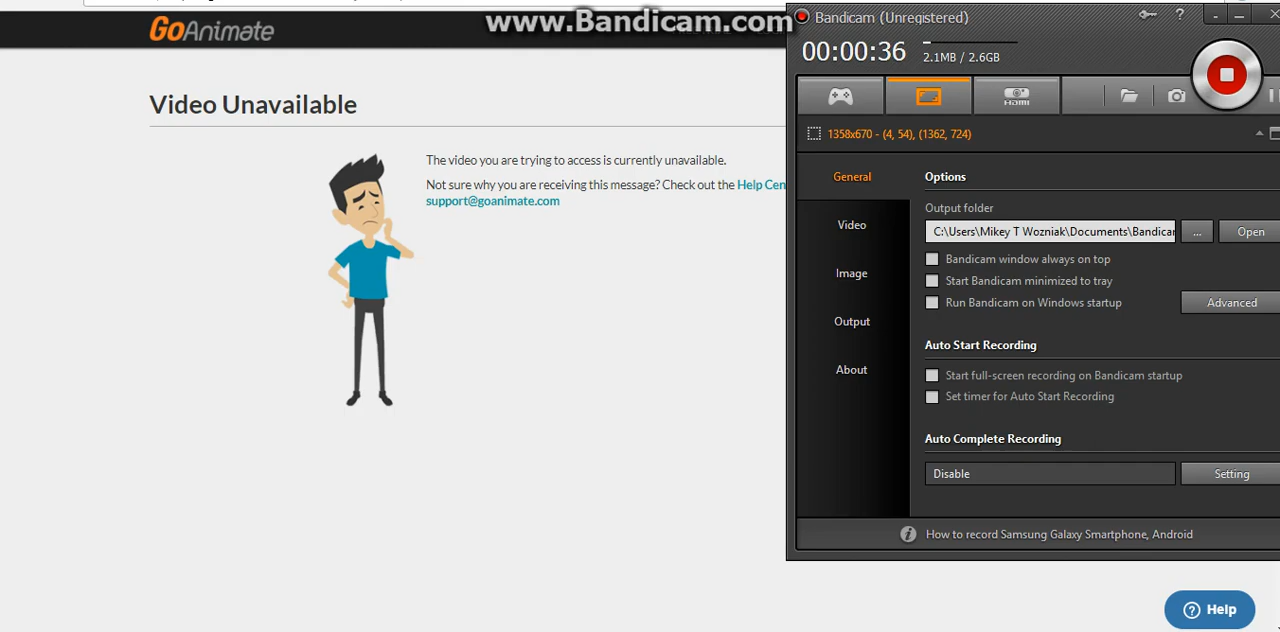 GoAnimate
www.Bandicam.com
Video Unavailable
The video you are trying to access is currently unavailable.
Not sure why you are receiving this message? Check out the Help Cen
support@goanimate.com
Bandicam (Unregistered)
?
00:00:36
2.1MB / 2.6GB
HDMI
1358x670 - (4, 54), (1362, 724)
General
Video
Image
Output
About
Options
Output folder
C:\Users\Mikey T Wozniak\Documents\Bandicar
...
Open
Bandicam window always on top
Start Bandicam minimized to tray
Run Bandicam on Windows startup
Advanced
Auto Start Recording
Start full-screen recording on Bandicam startup
Set timer for Auto Start Recording
Auto Complete Recording
Disable
Setting
How to record Samsung Galaxy Smartphone, Android
Help